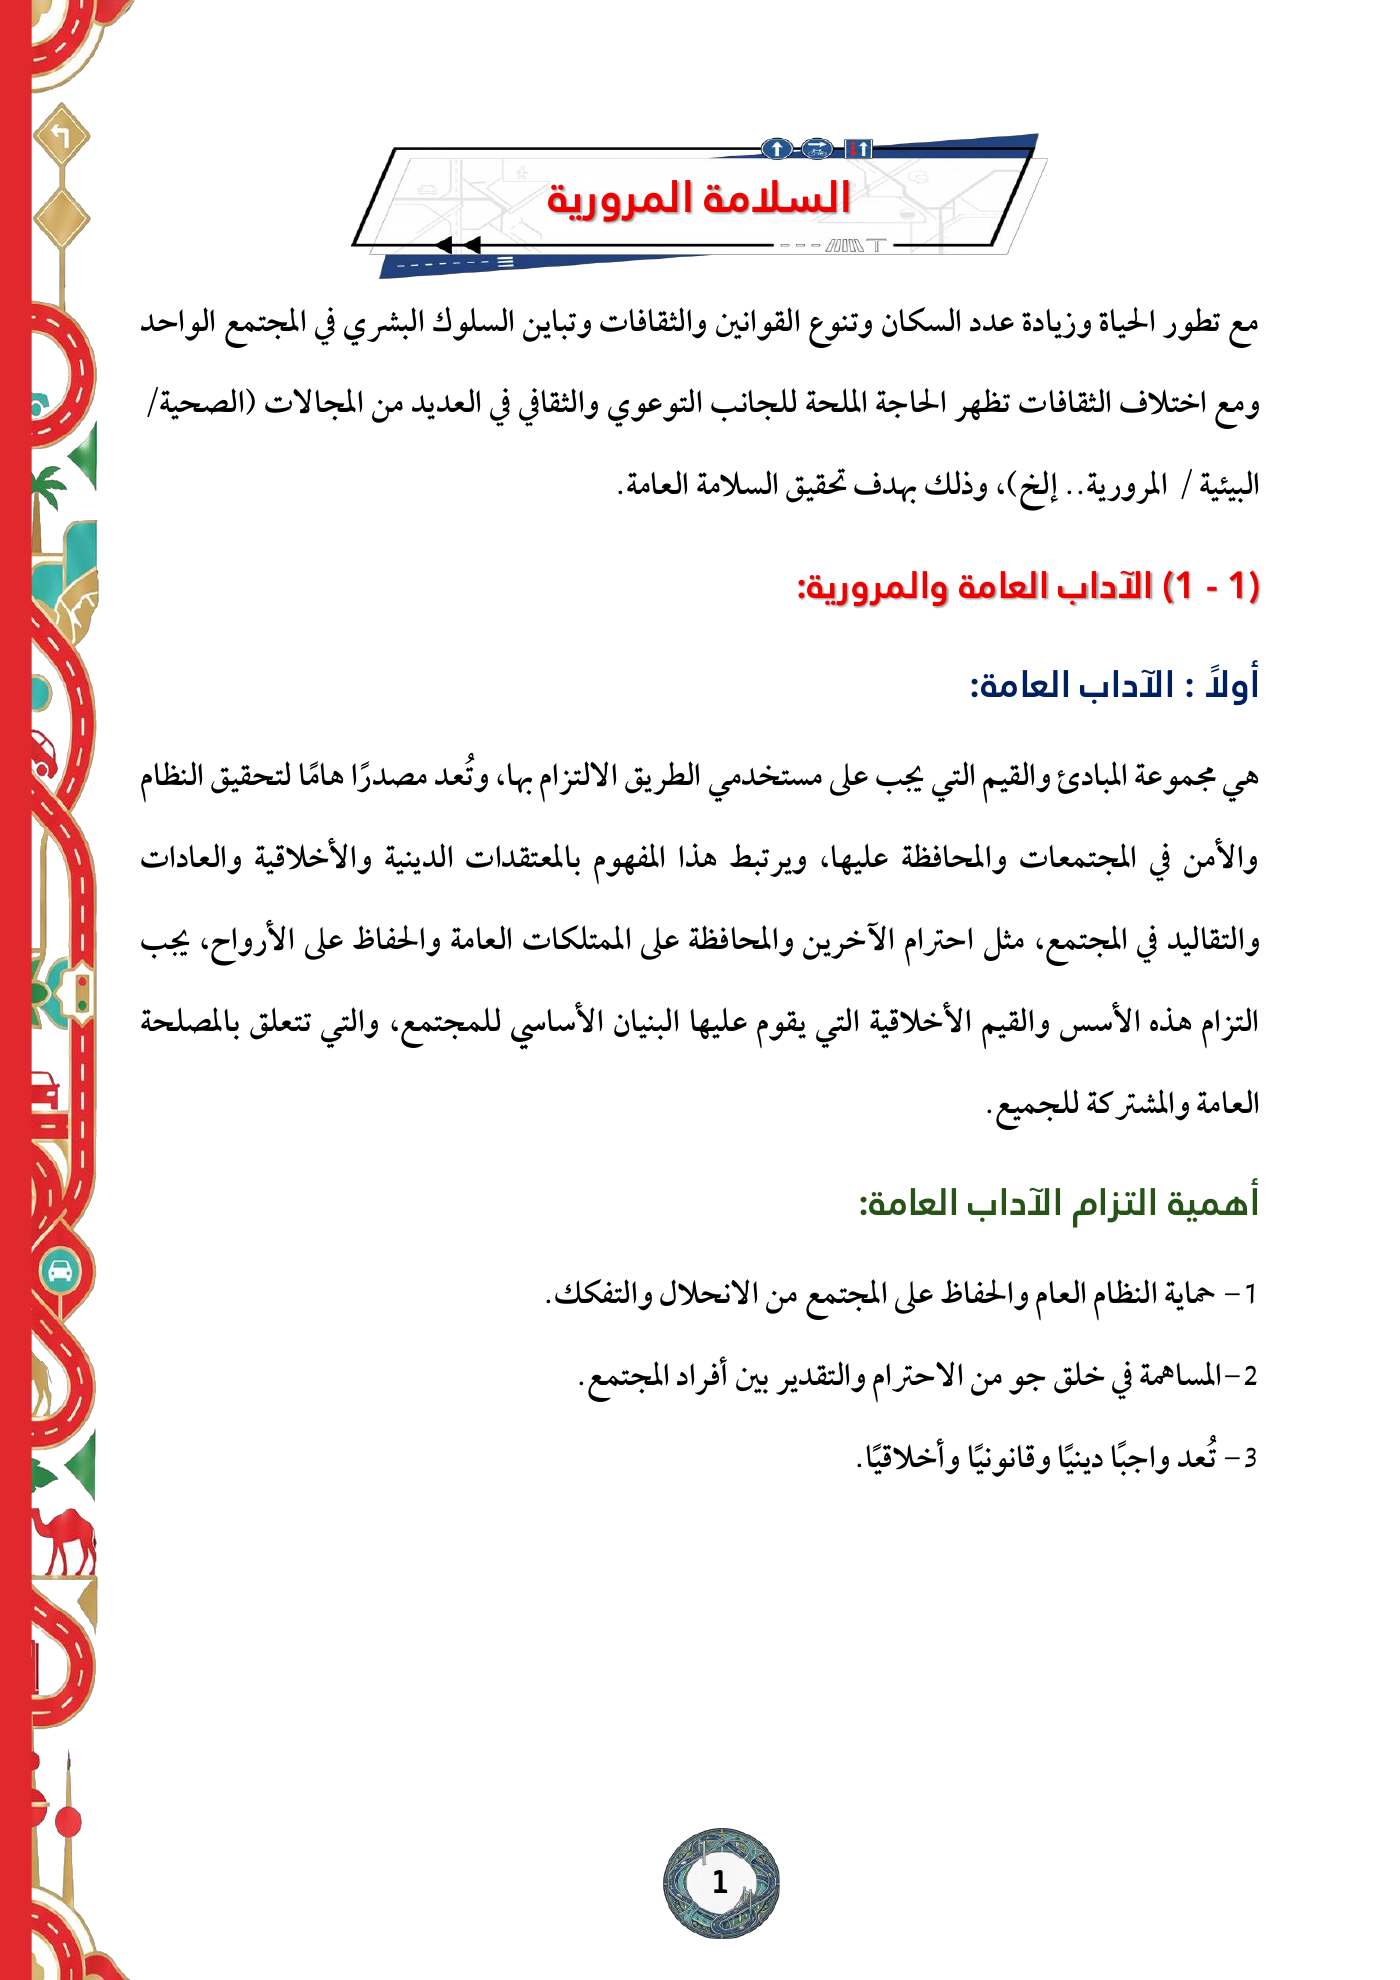 السلامة المرورية
مع تطور الحياة وزيادة عدد السكان وتنوع القوانين والثقافات وتباين السلوك البشري في المجتمع الواحد
ومع اختلاف الثقافات تظهر الحاجة الملحة للجانب التوعوي والثقافي في العديد من المجالات (الصحية/
البيئية / المرورية.. إلخ)، وذلك بهدف تحقيق السلامة العامة.
(1 - 1) الآداب العامة والمرورية:
أولاً : الآداب العامة:
هي مجموعة المبادئ والقيم التي يجب على مستخدمي الطريق الالتزام بها، وتُعد مصدرًا هامًا لتحقيق النظام
والأمن في المجتمعات والمحافظة عليها، ويرتبط هذا المفهوم بالمعتقدات الدينية والأخلاقية والعادات
والتقاليد في المجتمع، مثل احترام الآخرين والمحافظة على الممتلكات العامة والحفاظ على الأرواح، يجب
التزام هذه الأسس والقيم الأخلاقية التي يقوم عليها البنيان الأساسي للمجتمع، والتي تتعلق بالمصلحة
العامة والمشتركة للجميع.
أهمية التزام الآداب العامة:
1- حماية النظام العام والحفاظ على المجتمع من الانحلال والتفكك.
2-المساهمة في خلق جو من الاحترام والتقدير بين أفراد المجتمع.
3- تُعد واجبًا دينيًا وقانونيًا وأخلاقيًا.
1